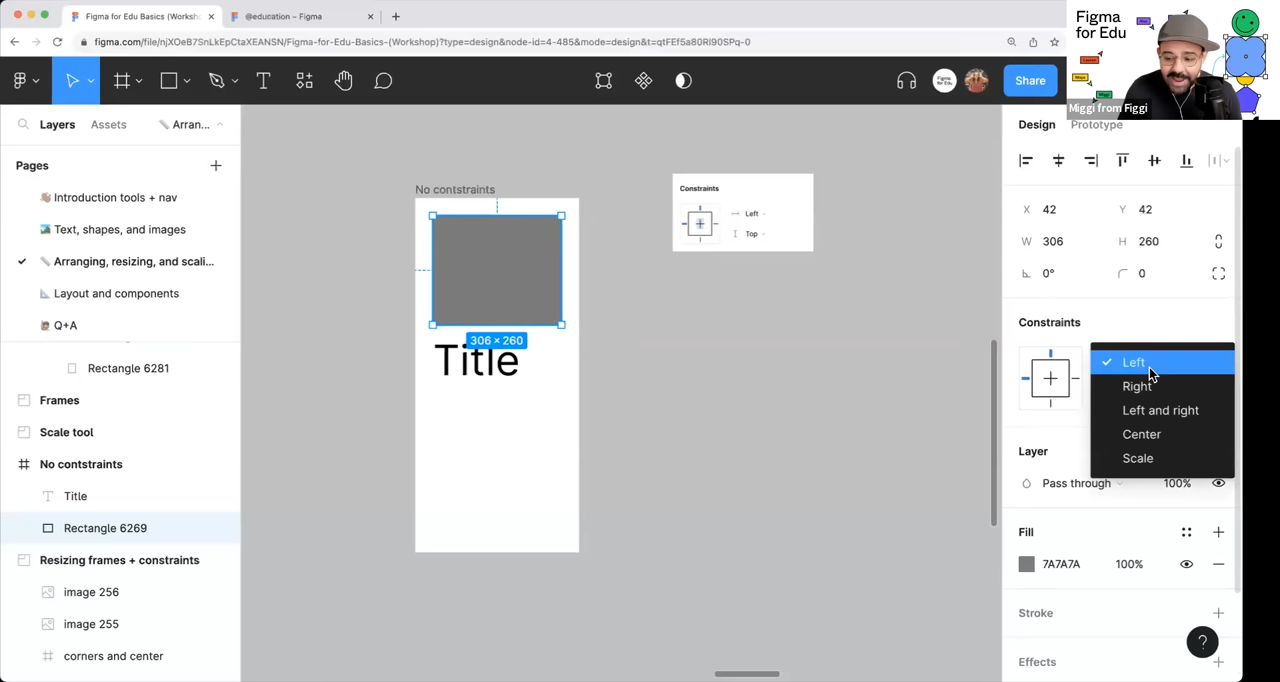 Figma for Edu Basics (Worksho
@education – Figma
figma.com/file/njXOeB7SnLkEpCtaXEANSN/Figma-for-Edu-Basics-(Workshop)?type=design&node-id=4-485&mode=design&t=qtFEf5a80RI90SPq-0
Share
Figma
for Edu
Miggi from Figgi
Layers
Assets
Arran...
Pages
Introduction tools + nav
Text, shapes, and images
Arranging, resizing, and scali...
Layout and components
Q+A
Rectangle 6281
Frames
Scale tool
No contstraints
Title
Rectangle 6269
Resizing frames + constraints
image 256
image 255
corners and center
No contstraints
306 × 260
Title
Constraints
Left
Top
Design
Prototype
X 42
Y 42
W 306
H 260
0°
0
Constraints
Left
Right
Left and right
Center
Scale
Layer
Pass through
100%
Fill
7A7A7A
100%
Stroke
Effects
?